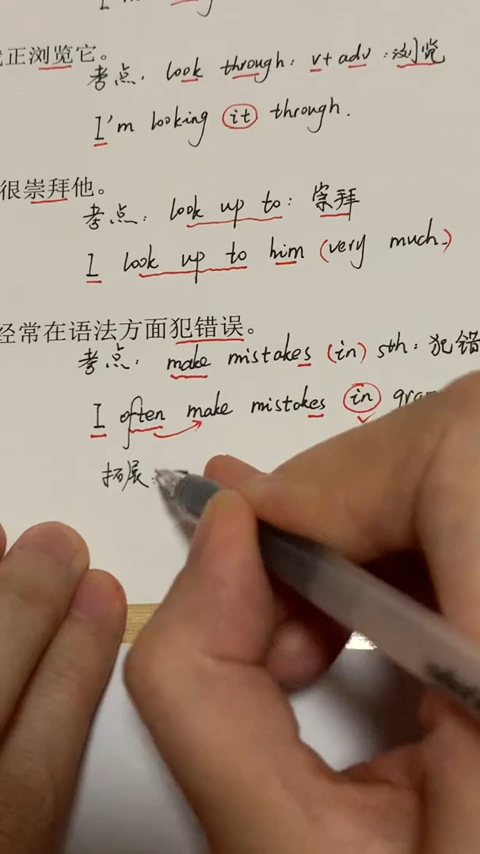 正浏览它。
考点: look through: v+adv: 浏览
I'm looking it through.
很崇拜他。
考点: look up to: 崇拜
I look up to him (very much.)
经常在语法方面犯错误。
考点: make mistakes (in) sth: 犯错
I often make mistakes in
拓展: